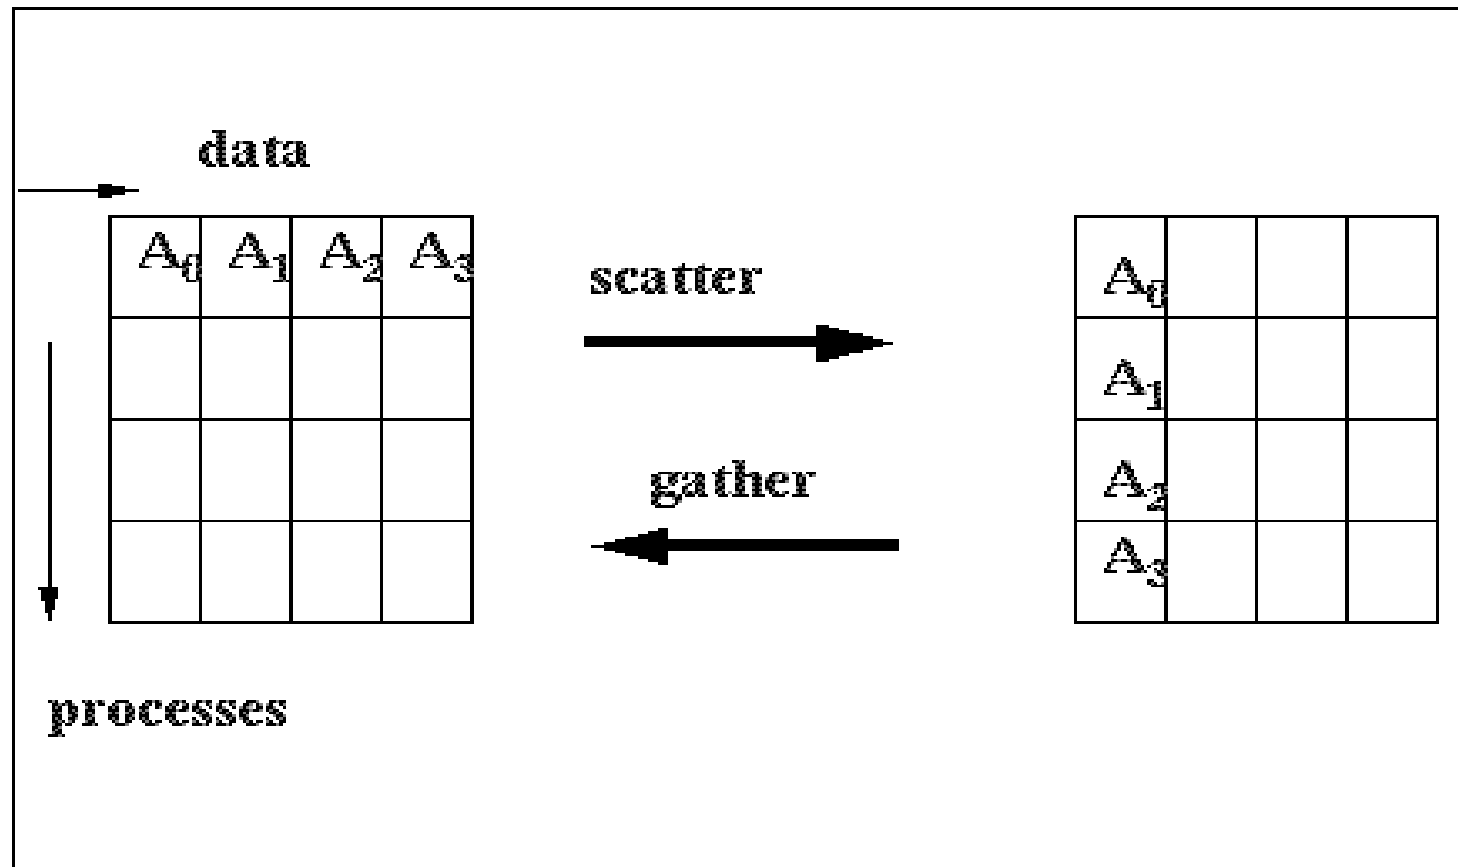 data
A₀ A₁ A₂ A₃
scatter
gather
processes
A₀
A₁
A₂
A₃